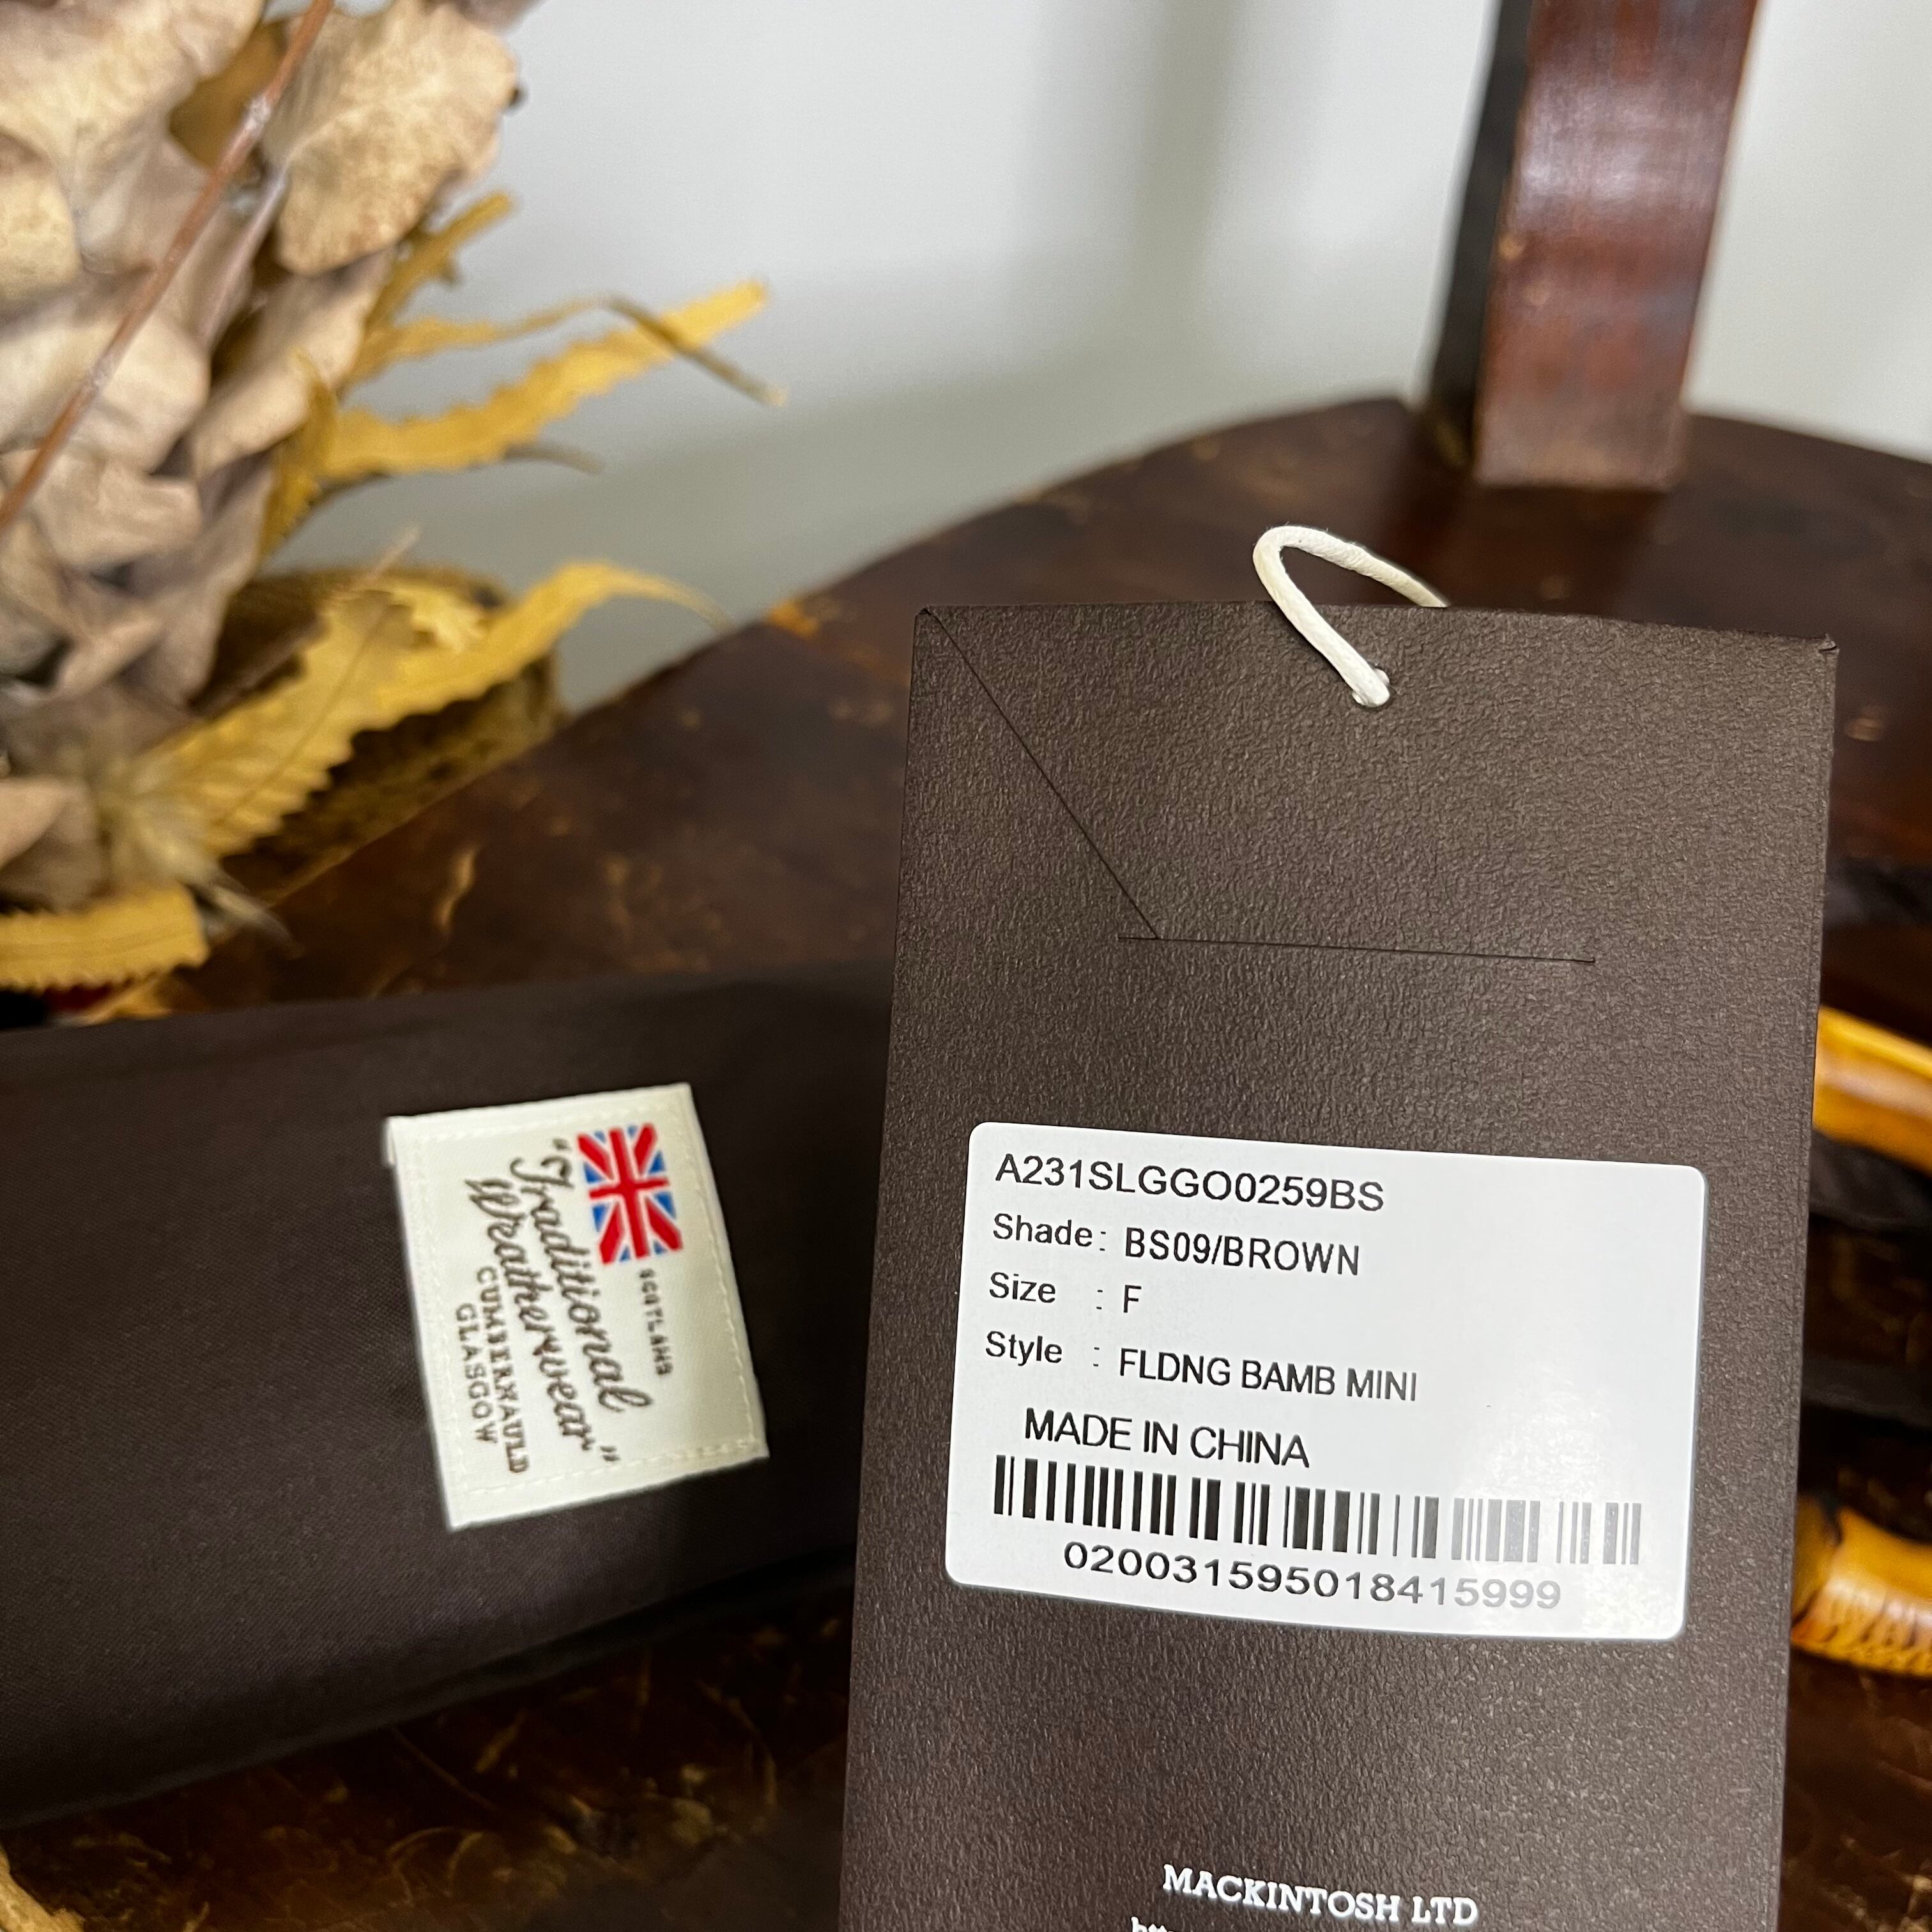 SCOTLAND
"Traditional
Weatherwear"
CUMBERNAULD
GLASGOW
A231SLGGO0259BS
Shade: BS09/BROWN
Size : F
Style : FLDNG BAMB MINI
MADE IN CHINA
020031595018415999
MACKINTOSH LTD